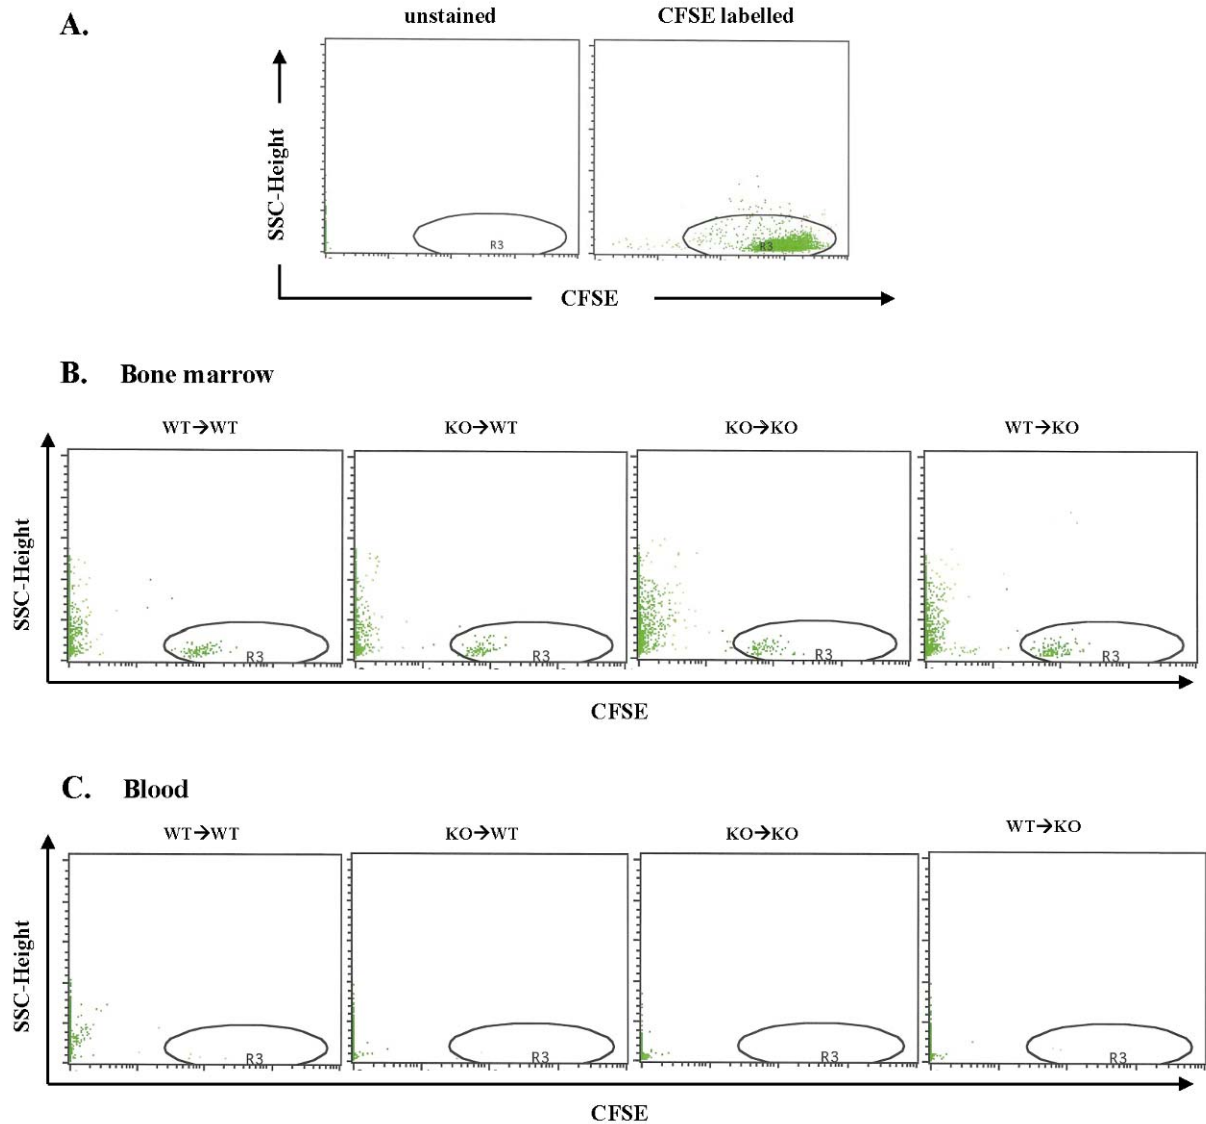 A.
unstained CFSE labelled
SSC-Height
R3 R3
CFSE
B. Bone marrow
WT→WT KO→WT KO→KO WT→KO
SSC-Height
R3 R3 R3 R3
CFSE
C. Blood
WT→WT KO→WT KO→KO WT→KO
SSC-Height
R3 R3 R3 R3
CFSE